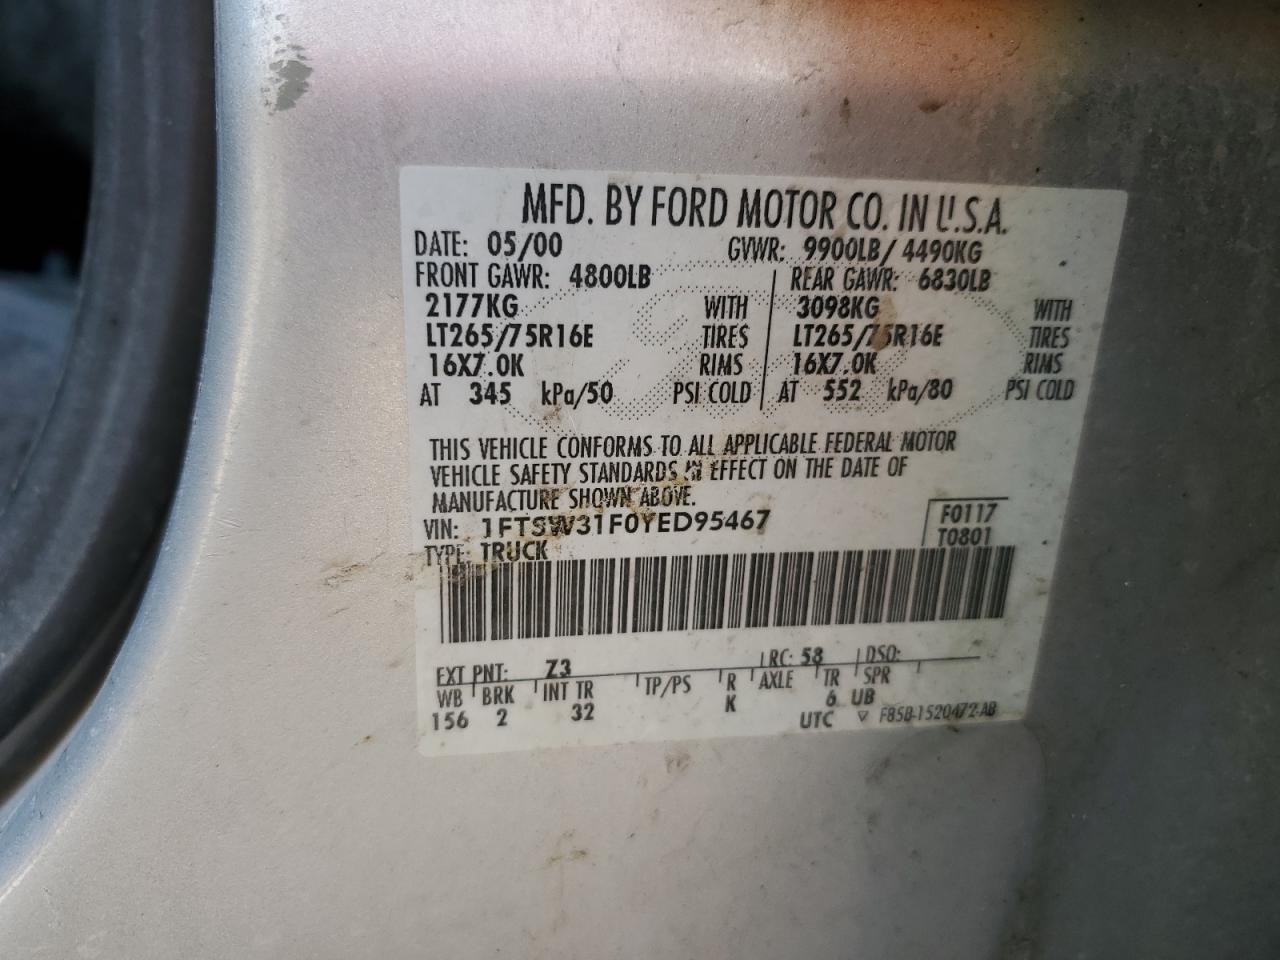 MFD. BY FORD MOTOR CO. IN U.S.A.
DATE: 05/00 GVWR: 9900LB/ 4490KG
FRONT GAWR: 4800LB REAR GAWR: 6830LB
2177KG WITH 3098KG WITH
LT265/75R16E TIRES LT265/75R16E TIRES
16X7.0K RIMS 16X7.0K RIMS
AT 345 kPa/50 PSI COLD AT 552 kPa/80 PSI COLD
THIS VEHICLE CONFORMS TO ALL APPLICABLE FEDERAL MOTOR
VEHICLE SAFETY STANDARDS IN EFFECT ON THE DATE OF
MANUFACTURE SHOWN ABOVE.
VIN: 1FTSW31F0YED95467 F0117
TYPE: TRUCK T0801
EXT PNT: Z3 RC: 58 DSO:
WB BRK INT TR TP/PS R AXLE TR SPR
156 2 32 K 6 UB
UTC ▽ F85B-1520472-AB